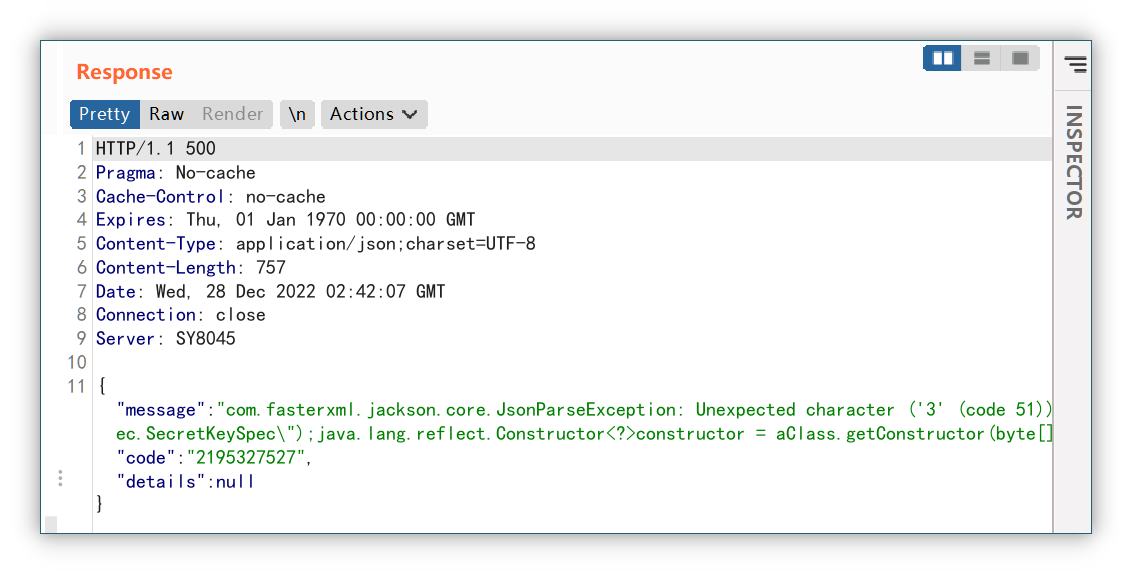 Response
Pretty Raw Render \n Actions
INSPECTOR
1 HTTP/1.1 500
2 Pragma: No-cache
3 Cache-Control: no-cache
4 Expires: Thu, 01 Jan 1970 00:00:00 GMT
5 Content-Type: application/json;charset=UTF-8
6 Content-Length: 757
7 Date: Wed, 28 Dec 2022 02:42:07 GMT
8 Connection: close
9 Server: SY8045
10
11 {
"message":"com.fasterxml.jackson.core.JsonParseException: Unexpected character ('3' (code 51))
ec.SecretKeySpec\");java.lang.reflect.Constructor<?>constructor = aClass.getConstructor(byte[]
"code":"2195327527",
"details":null
}